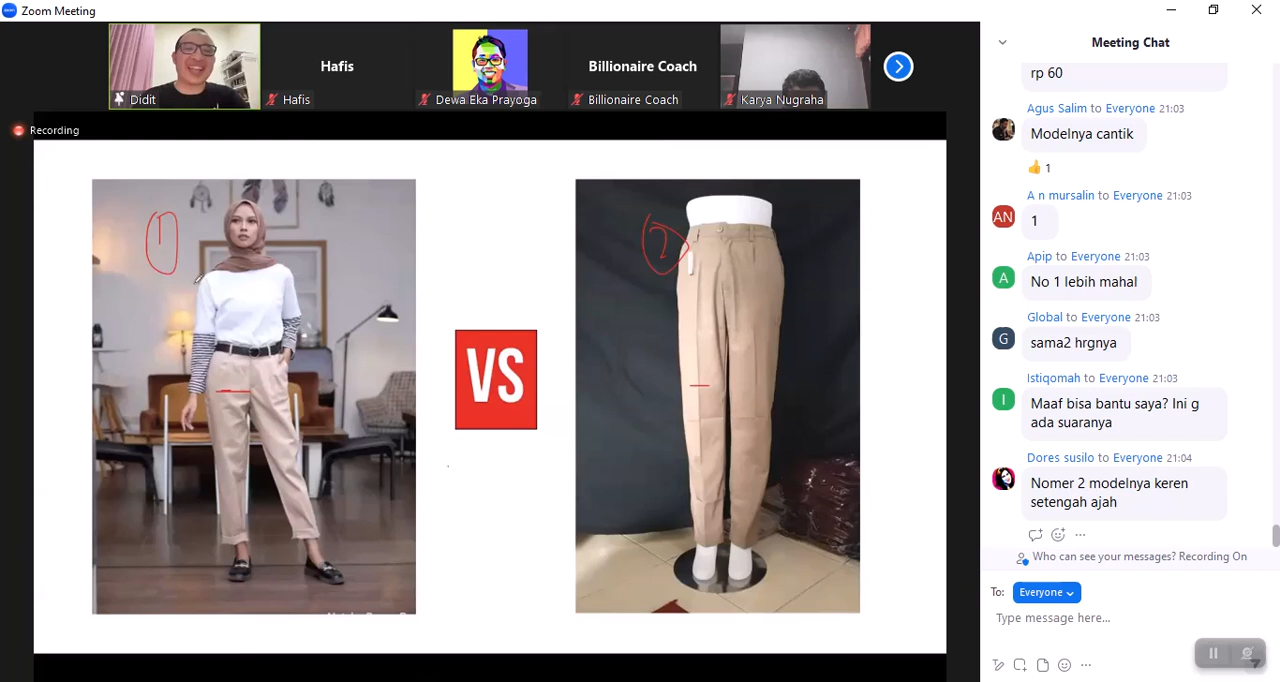 Zoom Meeting
Hafis
Billionaire Coach
Didit
Hafis
Dewa Eka Prayoga
Billionaire Coach
Karya Nugraha
Recording
1
VS
2
Meeting Chat
rp 60
Agus Salim to Everyone 21:03
Modelnya cantik
👍 1
A n mursalin to Everyone 21:03
AN
1
Apip to Everyone 21:03
A
No 1 lebih mahal
Global to Everyone 21:03
G
sama2 hrgnya
Istiqomah to Everyone 21:03
I
Maaf bisa bantu saya? Ini g
ada suaranya
Dores susilo to Everyone 21:04
Nomer 2 modelnya keren
setengah ajah
Who can see your messages? Recording On
To: Everyone
Type message here...